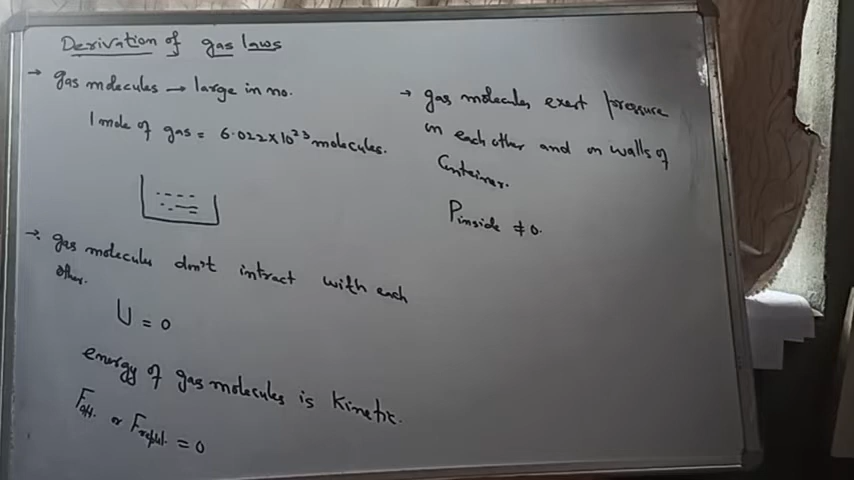 Derivation of gas laws
→ gas molecules → large in no.
1 mole of gas = 6.022x10²³ molecules.
→ gas molecules don't intract with each
other.
U = 0
energy of gas molecules is Kinetic.
Fatt. or Frepul. = 0
→ gas molecules exert pressure
on each other and on walls of
Container.
Pinside ≠ 0.